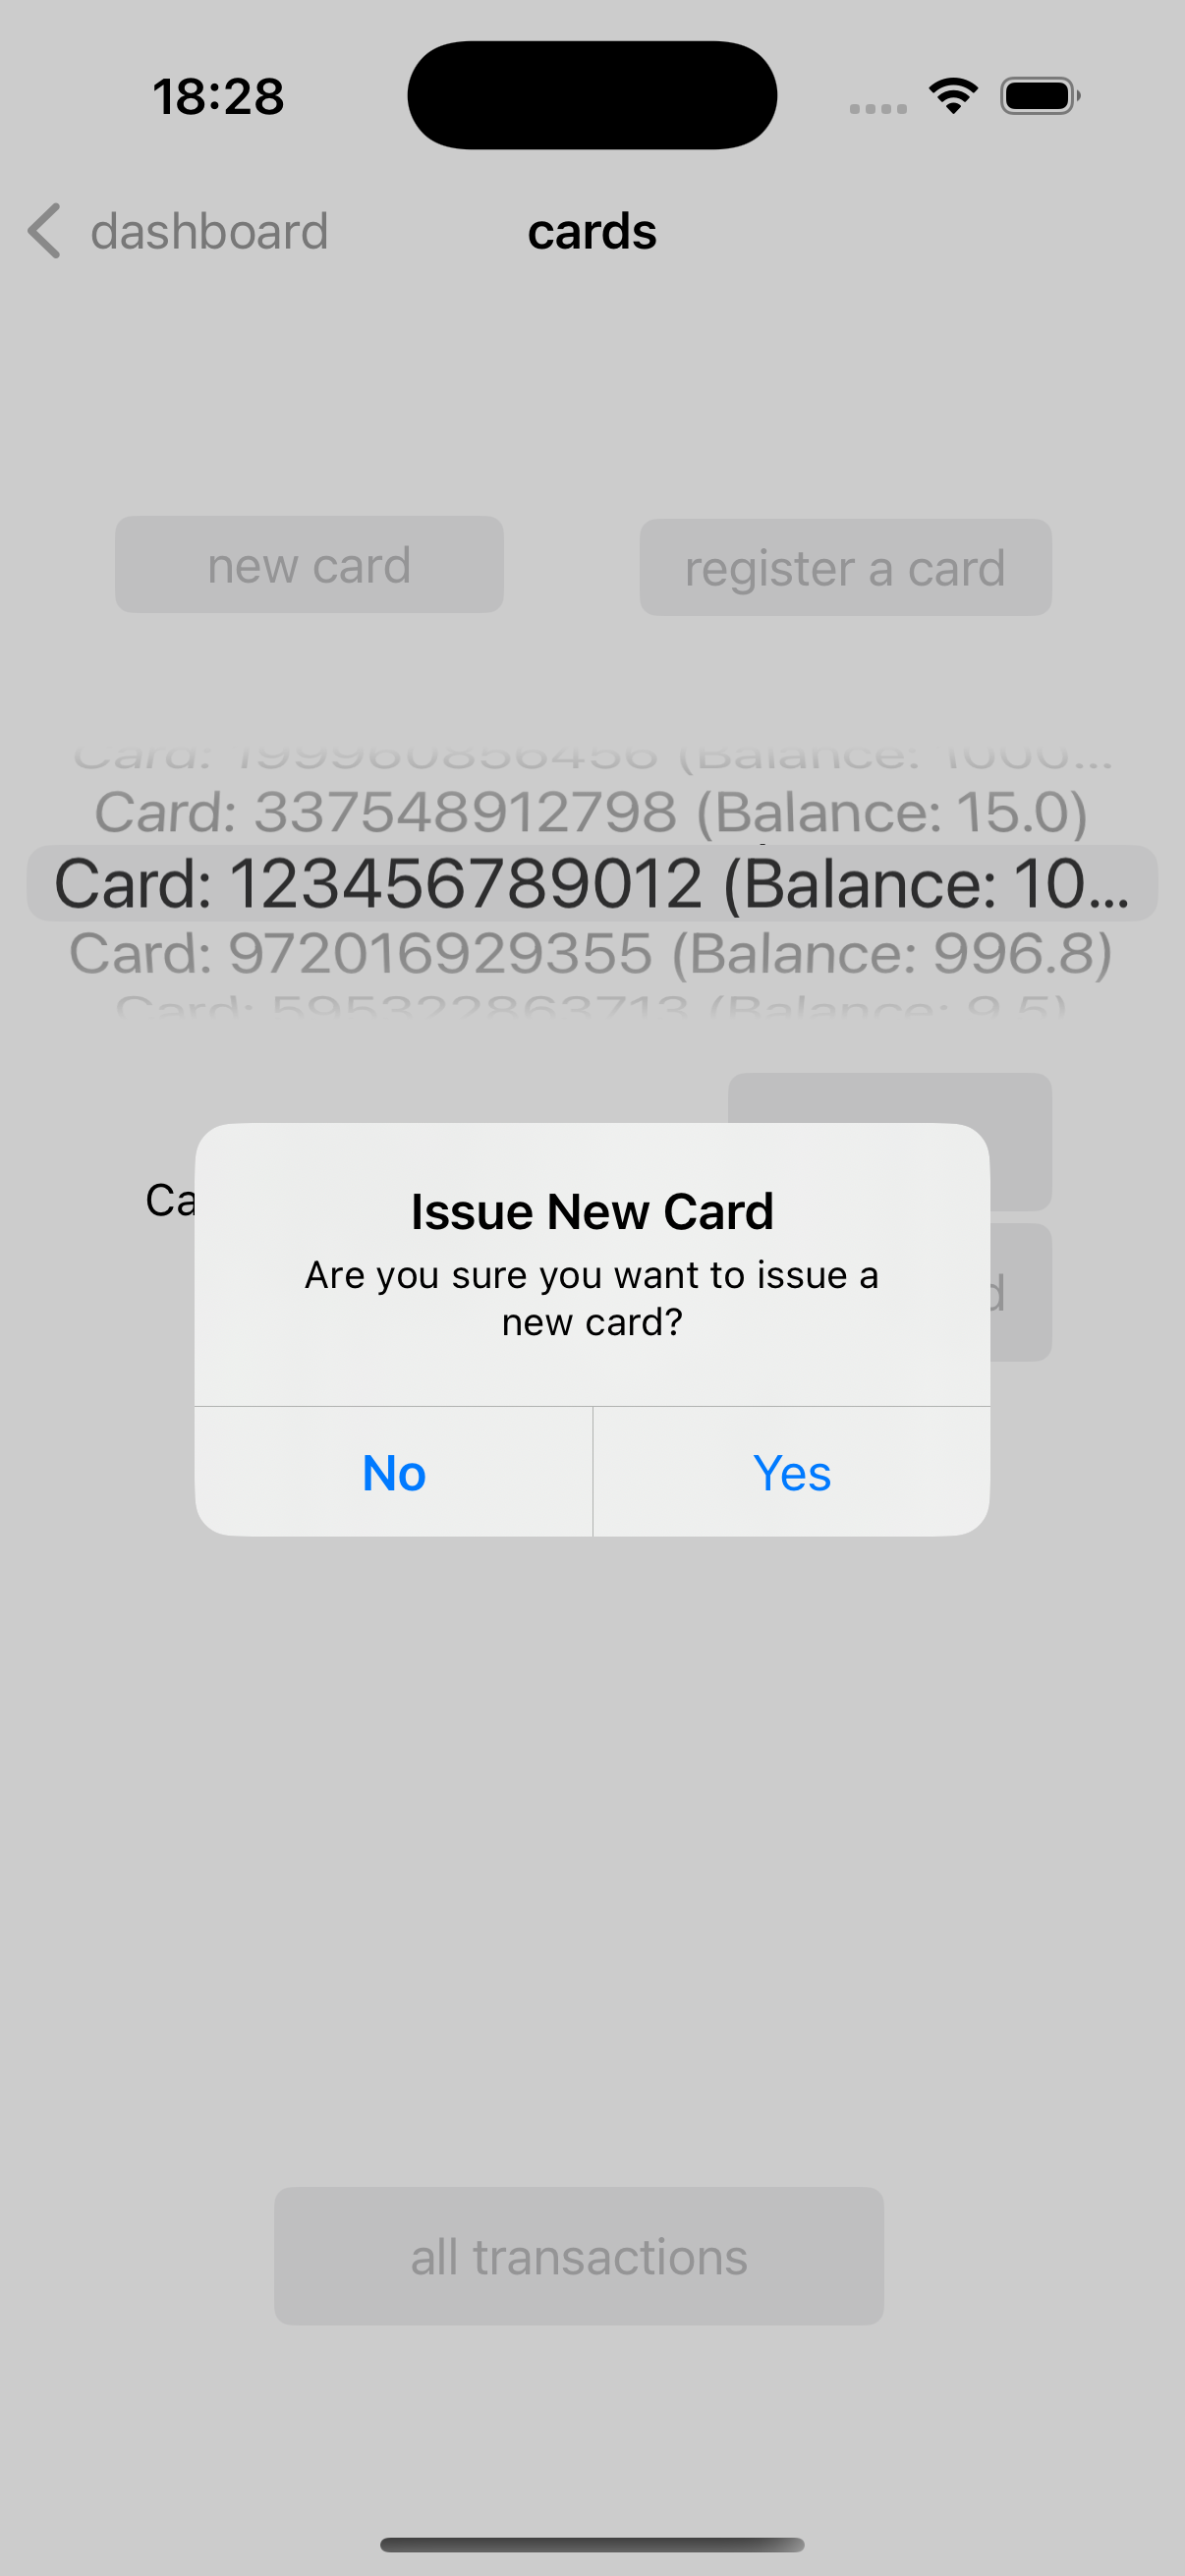 18:28
dashboard
cards
new card
register a card
Card: 199960856456 (Balance: 1000...
Card: 337548912798 (Balance: 15.0)
Card: 123456789012 (Balance: 10...
Card: 972016929355 (Balance: 996.8)
Card: 595322863713 (Balance: 9.5)
Ca
d
Issue New Card
Are you sure you want to issue a
new card?
No
Yes
all transactions